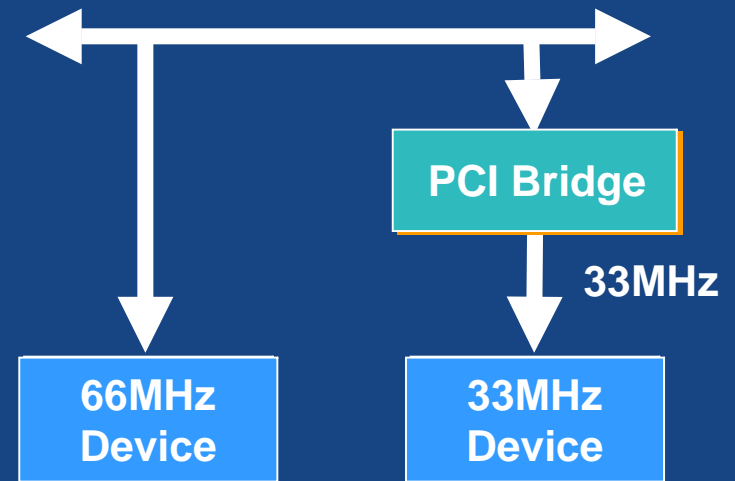 PCI Bridge
33MHz
66MHz
Device
33MHz
Device